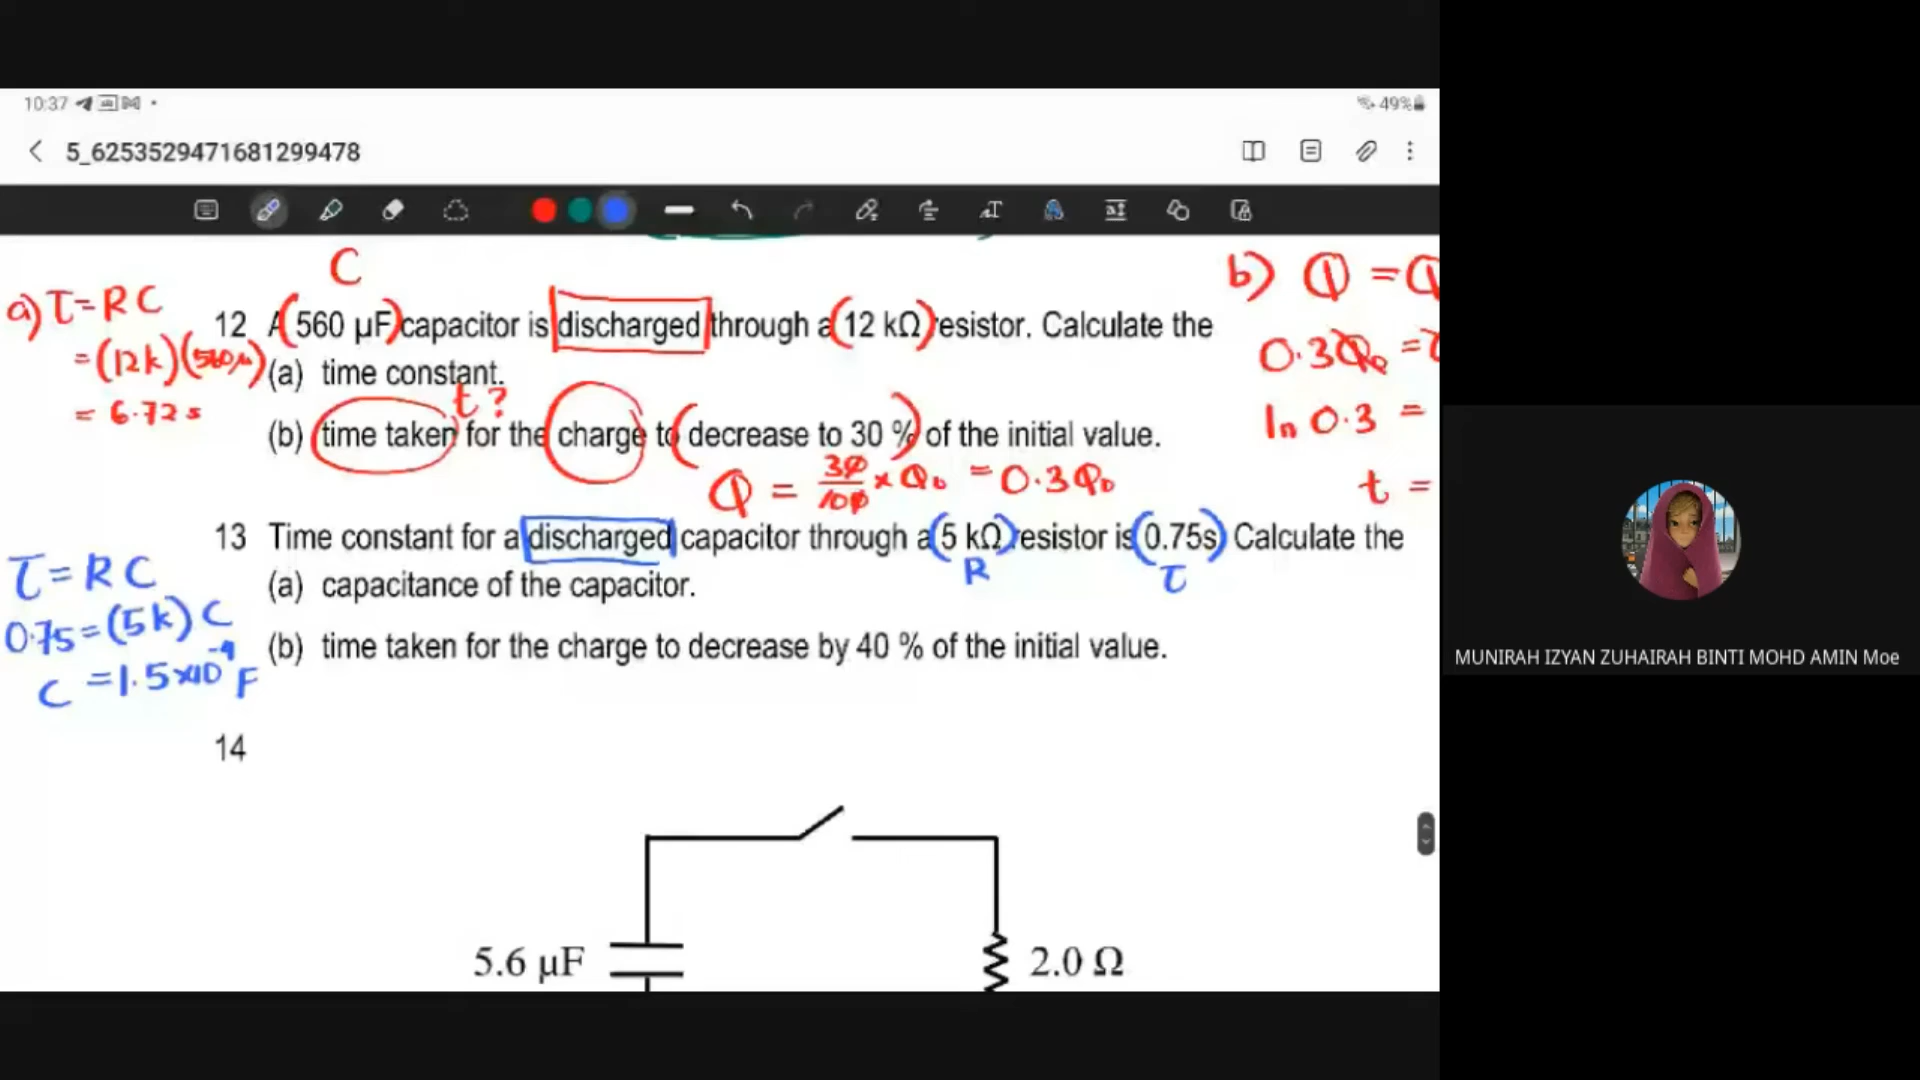 10:37
49%
5_6253529471681299478
C
a) τ = RC
= (12k)(560μ)
= 6.72s
b) Q = Q
0.3Q₀ =
ln 0.3 =
t =
12 A 560 μF capacitor is discharged through a 12 kΩ resistor. Calculate the
(a) time constant.
t?
(b) time taken for the charge to decrease to 30 % of the initial value.
Q = 30/100 × Q₀ = 0.3Q₀
13 Time constant for a discharged capacitor through a 5 kΩ resistor is 0.75s. Calculate the
R τ
(a) capacitance of the capacitor.
(b) time taken for the charge to decrease by 40 % of the initial value.
τ = RC
0.75 = (5k) C
C = 1.5×10⁻⁴ F
14
5.6 μF
2.0 Ω
MUNIRAH IZYAN ZUHAIRAH BINTI MOHD AMIN Moe